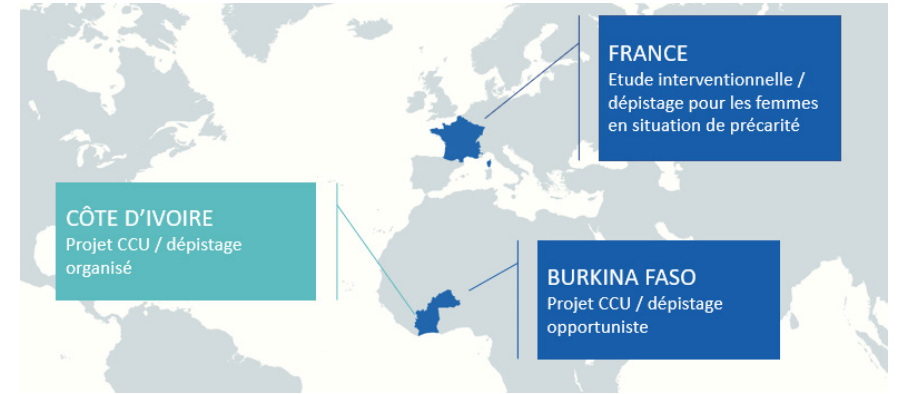 FRANCE
Etude interventionnelle /
dépistage pour les femmes
en situation de précarité
CÔTE D’IVOIRE
Projet CCU / dépistage
organisé
BURKINA FASO
Projet CCU / dépistage
opportuniste